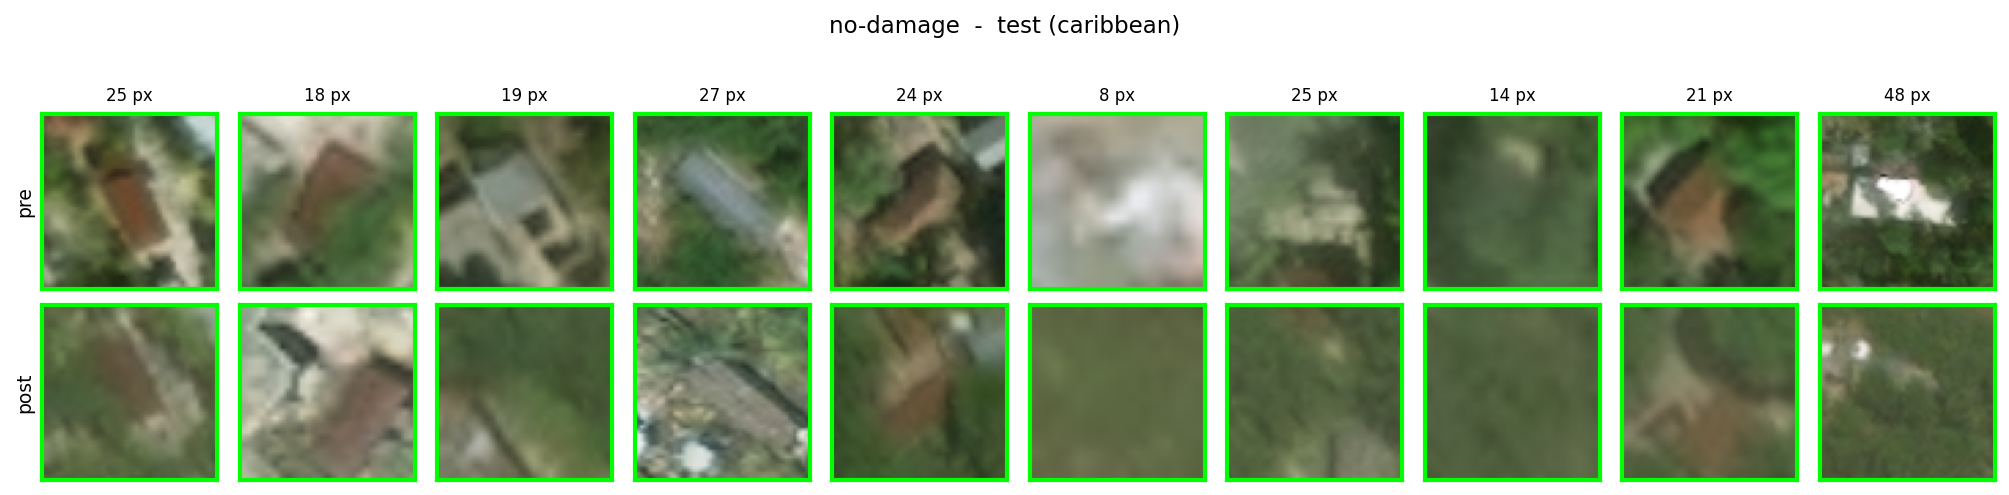 no-damage  -  test (caribbean)
25 px 18 px 19 px 27 px 24 px 8 px 25 px 14 px 21 px 48 px
pre
post